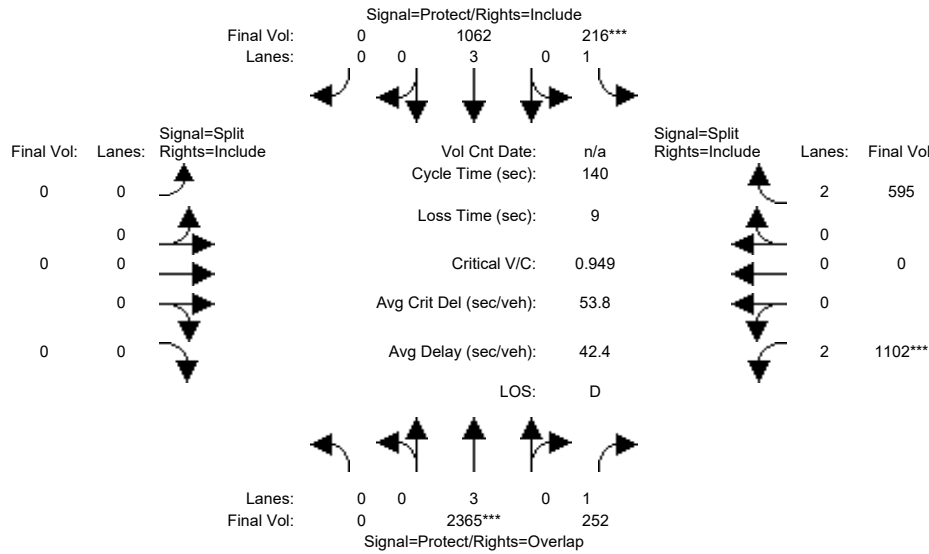 Signal=Protect/Rights=Include
Final Vol: 0 1062 216***
Lanes: 0 0 3 0 1
Signal=Split
Final Vol: Lanes: Rights=Include
Vol Cnt Date: n/a
Signal=Split
Rights=Include Lanes: Final Vol
Cycle Time (sec): 140
0 0
2 595
Loss Time (sec): 9
0
0
0 0
Critical V/C: 0.949
0 0
0
Avg Crit Del (sec/veh): 53.8
0
0 0
Avg Delay (sec/veh): 42.4
2 1102***
LOS: D
Lanes: 0 0 3 0 1
Final Vol: 0 2365*** 252
Signal=Protect/Rights=Overlap